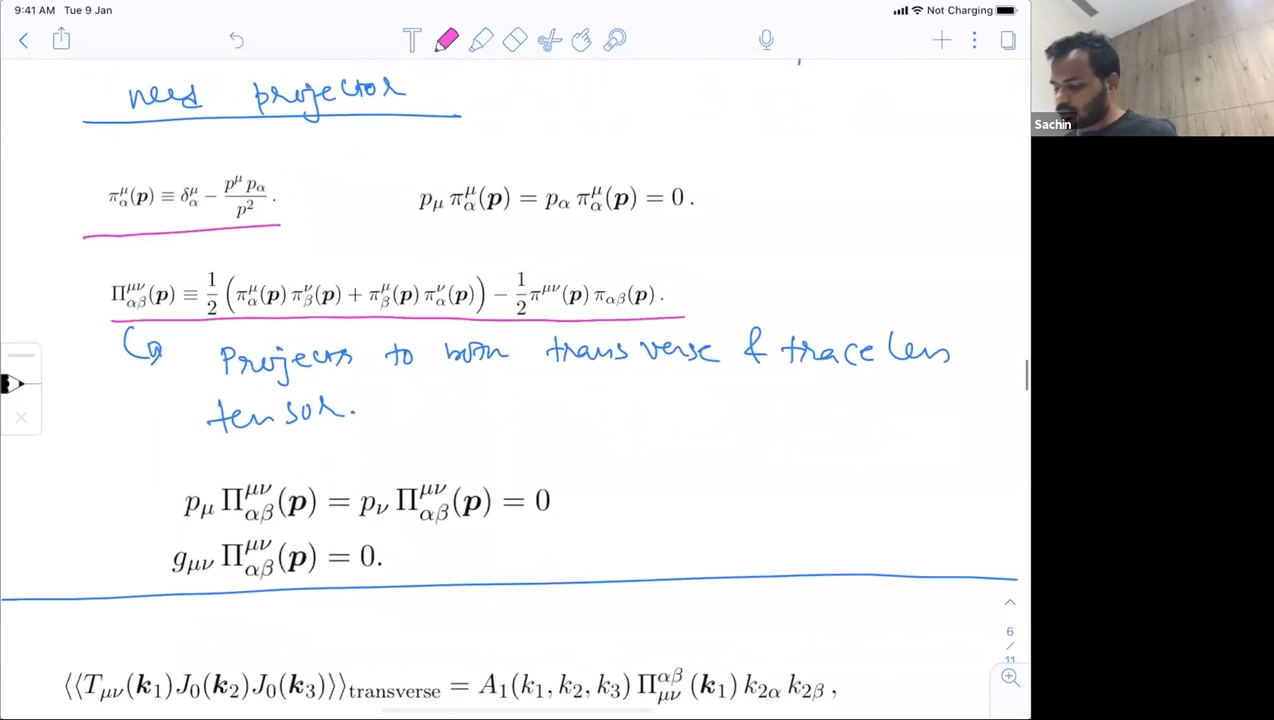 9:41 AM Tue 9 Jan
Not Charging
Sachin
need projector
π^μ_α(p) ≡ δ^μ_α − p^μ p_α / p^2 .
p_μ π^μ_α(p) = p_α π^μ_α(p) = 0 .
Π^{μν}_{αβ}(p) ≡ 1/2 (π^μ_α(p) π^ν_β(p) + π^μ_β(p) π^ν_α(p)) − 1/2 π^{μν}(p) π_{αβ}(p) .
Projects to both transverse & traceless
tensor.
p_μ Π^{μν}_{αβ}(p) = p_ν Π^{μν}_{αβ}(p) = 0
g_{μν} Π^{μν}_{αβ}(p) = 0.
6
/
11
⟨⟨T_{μν}(k_1)J_0(k_2)J_0(k_3)⟩⟩_transverse = A_1(k_1, k_2, k_3) Π^{αβ}_{μν} (k_1) k_{2α} k_{2β} ,